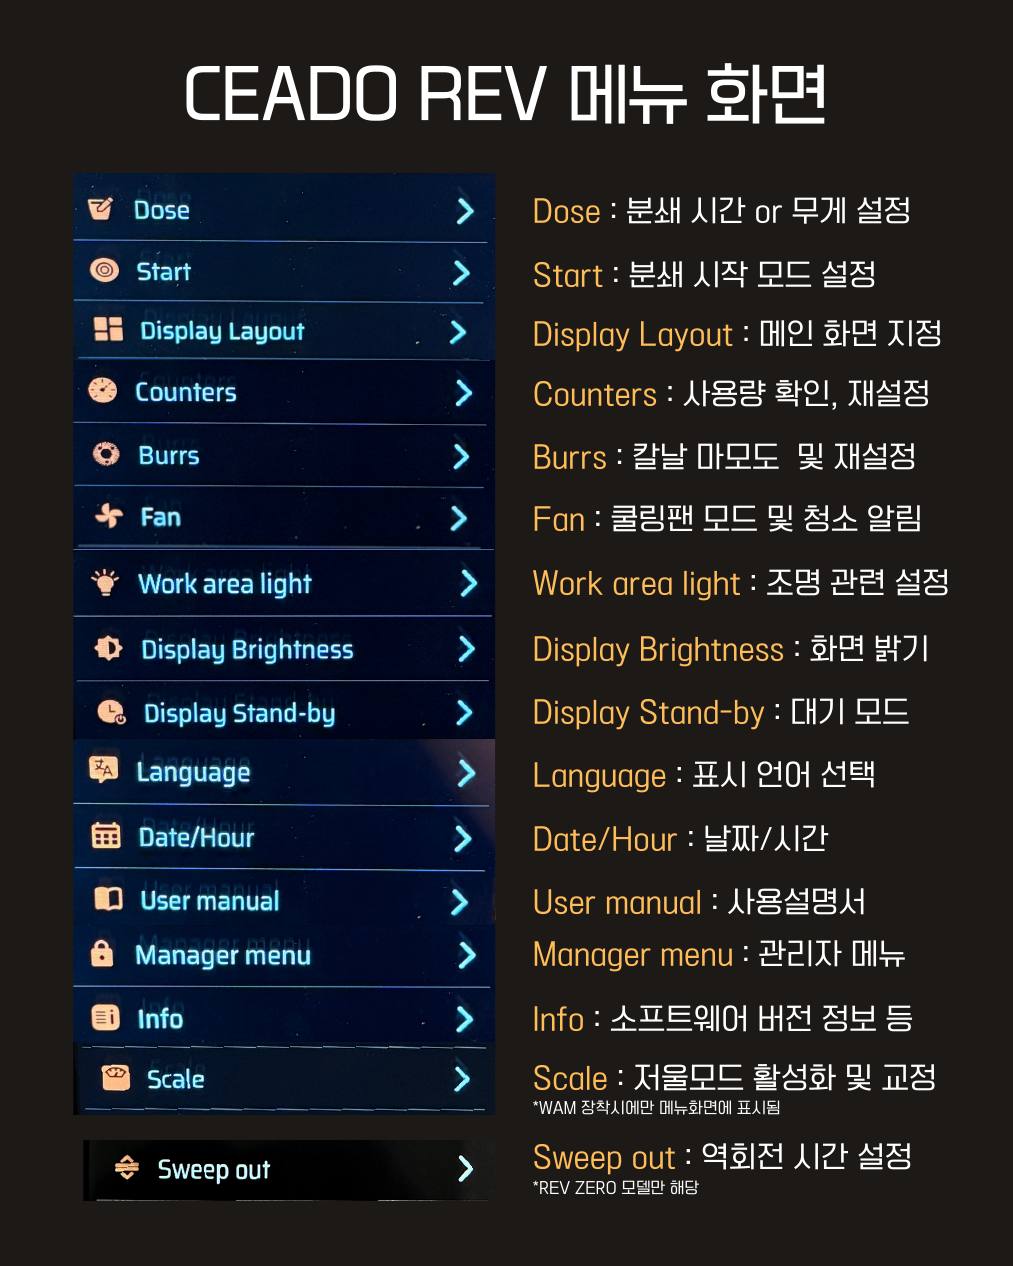 CEADO REV 메뉴 화면
Dose
Dose : 분쇄 시간 or 무게 설정
Start
Start : 분쇄 시작 모드 설정
Display Layout
Display Layout : 메인 화면 지정
Counters
Counters : 사용량 확인, 재설정
Burrs
Burrs : 칼날 마모도 및 재설정
Fan
Fan : 쿨링팬 모드 및 청소 알림
Work area light
Work area light : 조명 관련 설정
Display Brightness
Display Brightness : 화면 밝기
Display Stand-by
Display Stand-by : 대기 모드
Language
Language : 표시 언어 선택
Date/Hour
Date/Hour : 날짜/시간
User manual
User manual : 사용설명서
Manager menu
Manager menu : 관리자 메뉴
Info
Info : 소프트웨어 버전 정보 등
Scale
Scale : 저울모드 활성화 및 교정
*WAM 장착시에만 메뉴화면에 표시됨
Sweep out
Sweep out : 역회전 시간 설정
*REV ZERO 모델만 해당